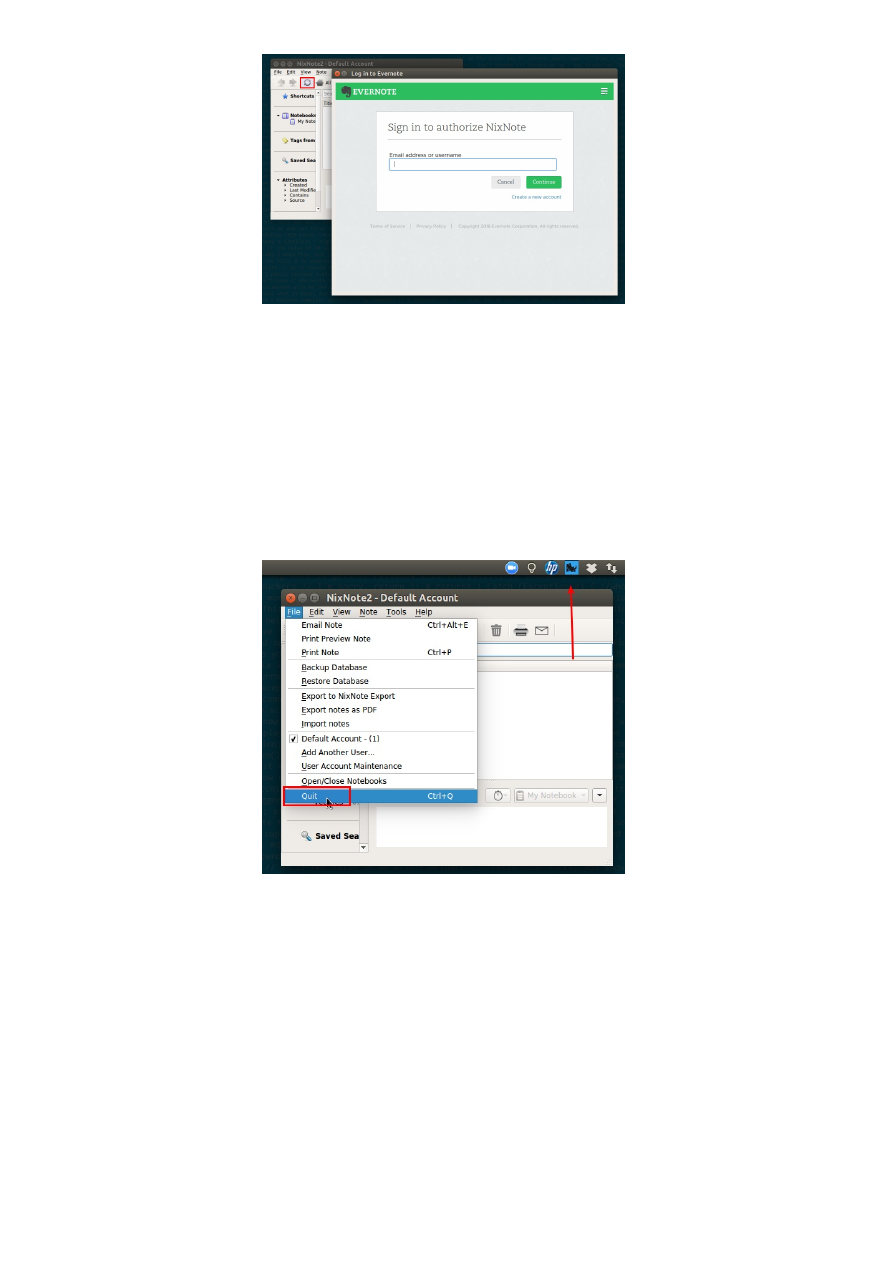 NixNote2 - Default Account
File Edit View Note
Log in to Evernote
EVERNOTE
Shortcuts
Notebooks
My Note
Tags from
Saved Sea
Attributes
Created
Last Modifie
Contains
Source
Sign in to authorize NixNote
Email address or username
Cancel Continue
Create a new account
Terms of Service | Privacy Policy | Copyright 2018 Evernote Corporation. All rights reserved.
hp
NixNote2 - Default Account
File Edit View Note Tools Help
Email Note Ctrl+Alt+E
Print Preview Note
Print Note Ctrl+P
Backup Database
Restore Database
Export to NixNote Export
Export notes as PDF
Import notes
Default Account - (1)
Add Another User...
User Account Maintenance
Open/Close Notebooks
Quit Ctrl+Q
My Notebook
Saved Sea